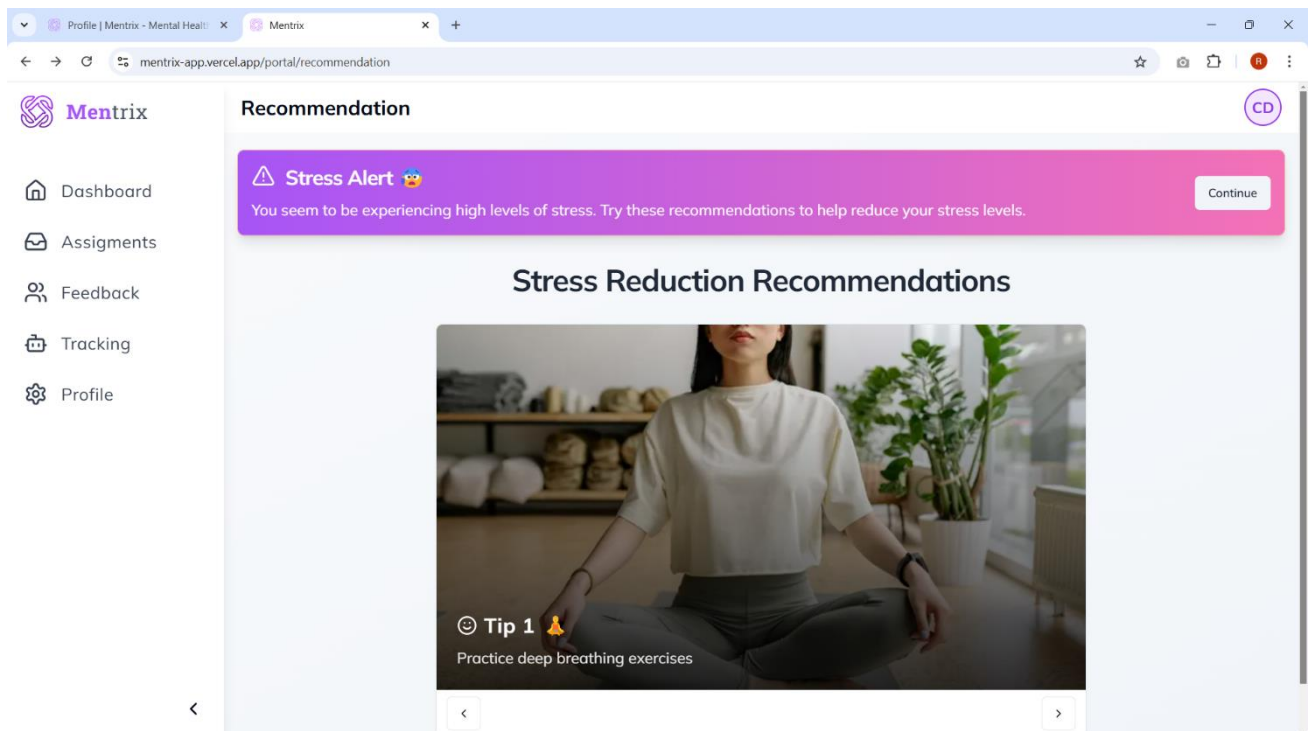 Profile | Mentrix - Mental Healt
Mentrix
mentrix-app.vercel.app/portal/recommendation
R
Mentrix
Recommendation
CD
Stress Alert 😰
You seem to be experiencing high levels of stress. Try these recommendations to help reduce your stress levels.
Continue
Dashboard
Assigments
Feedback
Tracking
Profile
Stress Reduction Recommendations
Tip 1 🧘
Practice deep breathing exercises